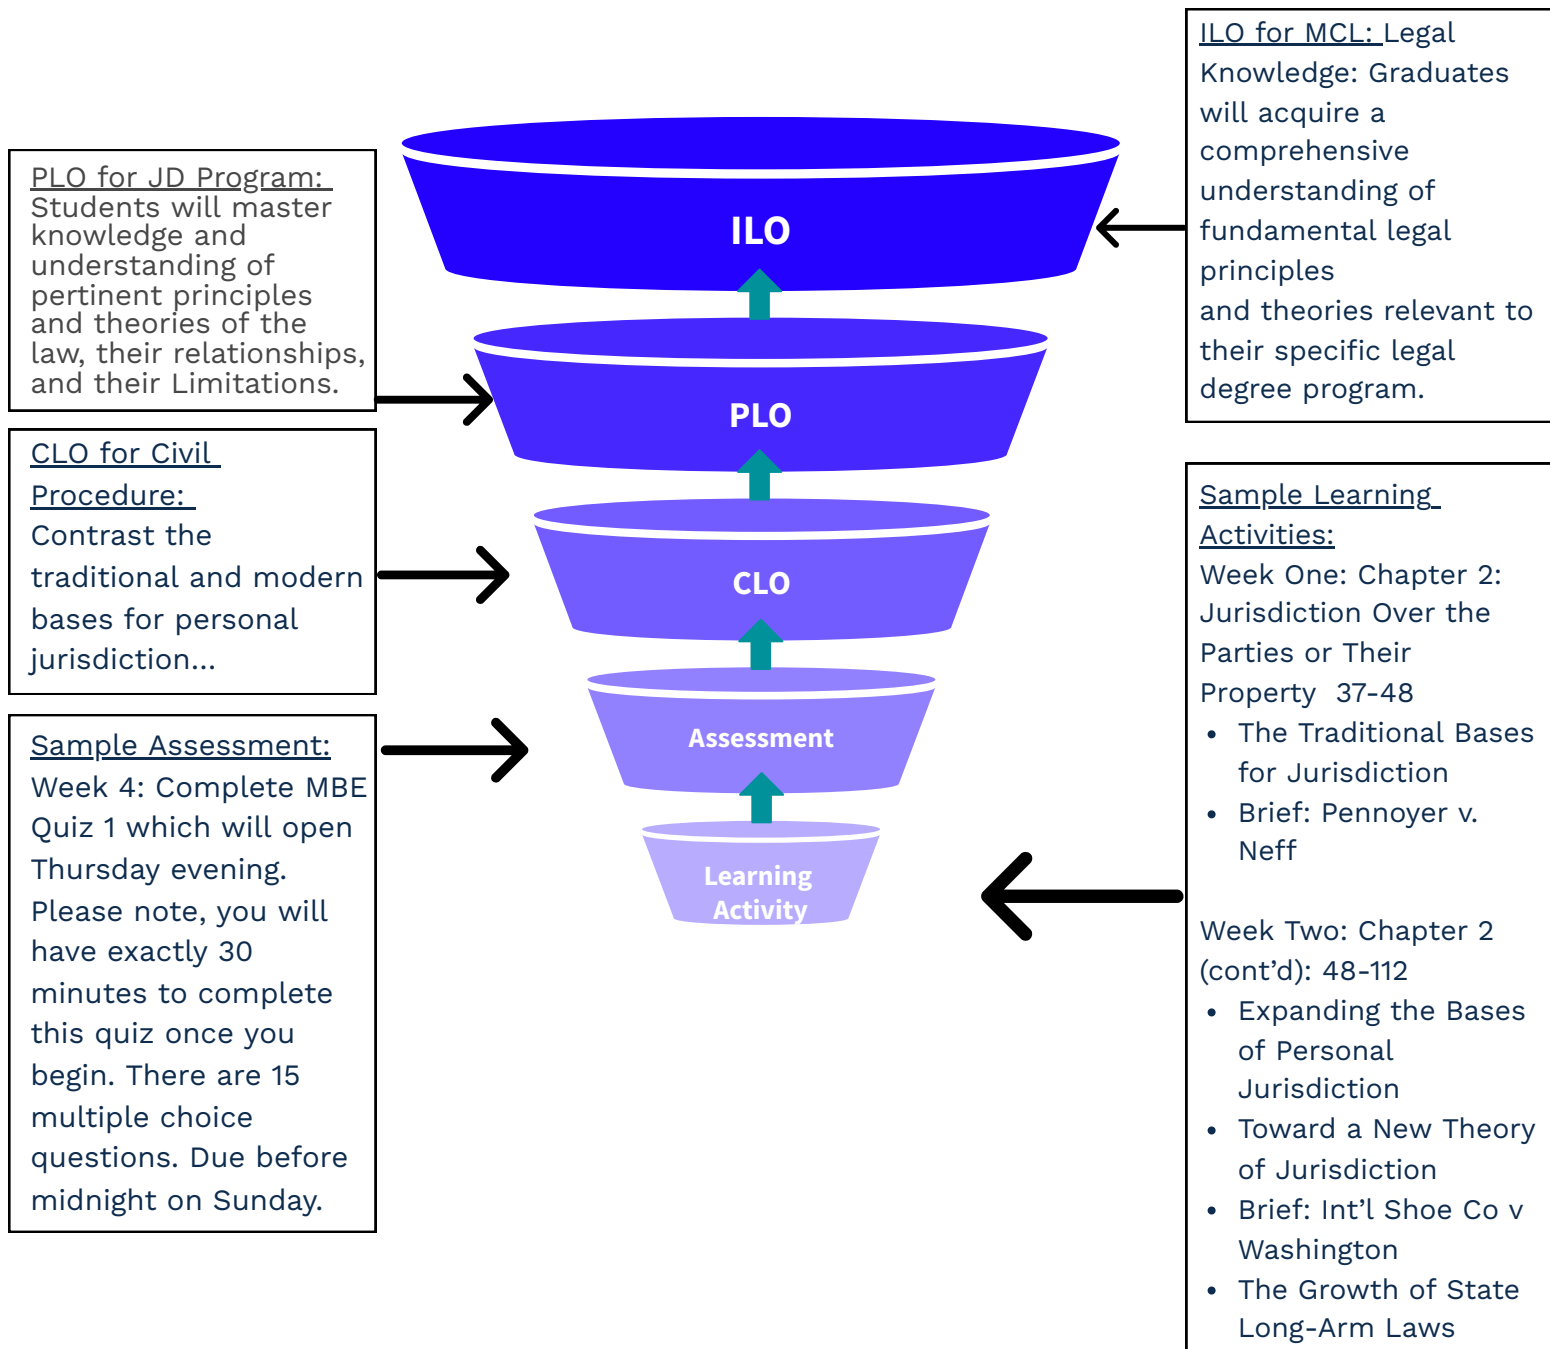 PLO for JD Program:
Students will master
knowledge and
understanding of
pertinent principles
and theories of the
law, their relationships,
and their Limitations.
CLO for Civil
Procedure:
Contrast the
traditional and modern
bases for personal
jurisdiction...
Sample Assessment:
Week 4: Complete MBE
Quiz 1 which will open
Thursday evening.
Please note, you will
have exactly 30
minutes to complete
this quiz once you
begin. There are 15
multiple choice
questions. Due before
midnight on Sunday.
ILO
PLO
CLO
Assessment
Learning
Activity
ILO for MCL: Legal
Knowledge: Graduates
will acquire a
comprehensive
understanding of
fundamental legal
principles
and theories relevant to
their specific legal
degree program.
Sample Learning
Activities:
Week One: Chapter 2:
Jurisdiction Over the
Parties or Their
Property 37-48
• The Traditional Bases
for Jurisdiction
• Brief: Pennoyer v.
Neff
Week Two: Chapter 2
(cont’d): 48-112
• Expanding the Bases
of Personal
Jurisdiction
• Toward a New Theory
of Jurisdiction
• Brief: Int’l Shoe Co v
Washington
• The Growth of State
Long-Arm Laws